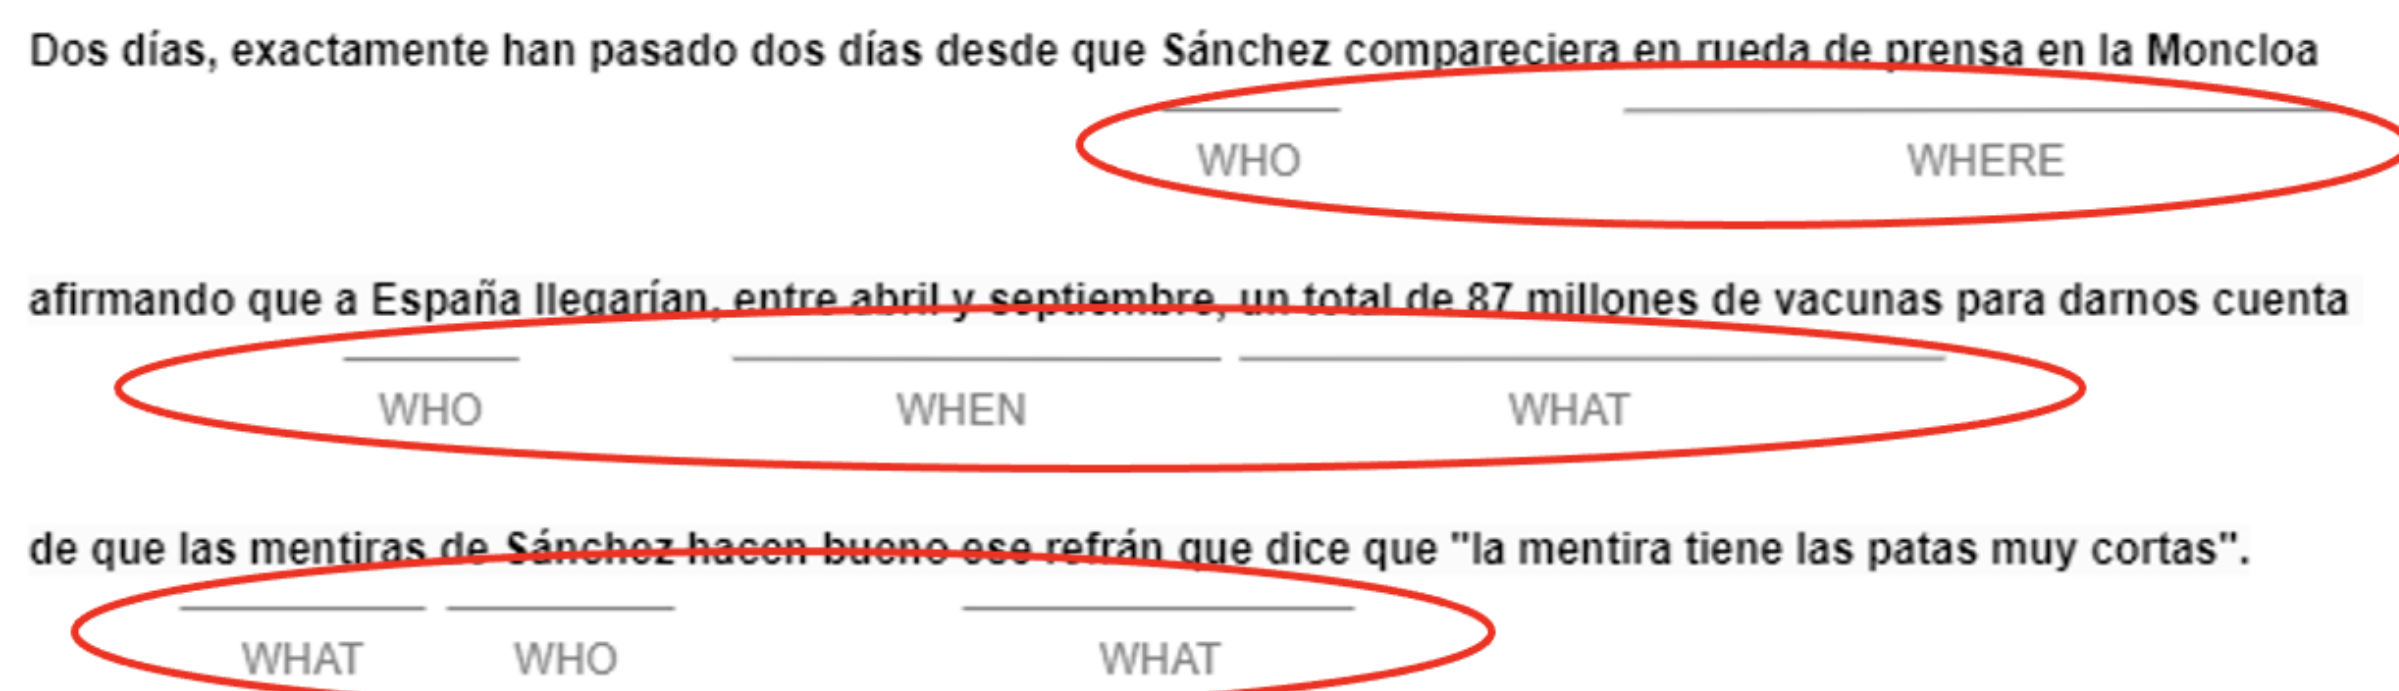 Dos días, exactamente han pasado dos días desde que Sánchez compareciera en rueda de prensa en la Moncloa
WHO WHERE
afirmando que a España llegarían, entre abril y septiembre, un total de 87 millones de vacunas para darnos cuenta
WHO WHEN WHAT
de que las mentiras de Sánchez hacen bueno ese refrán que dice que "la mentira tiene las patas muy cortas".
WHAT WHO WHAT